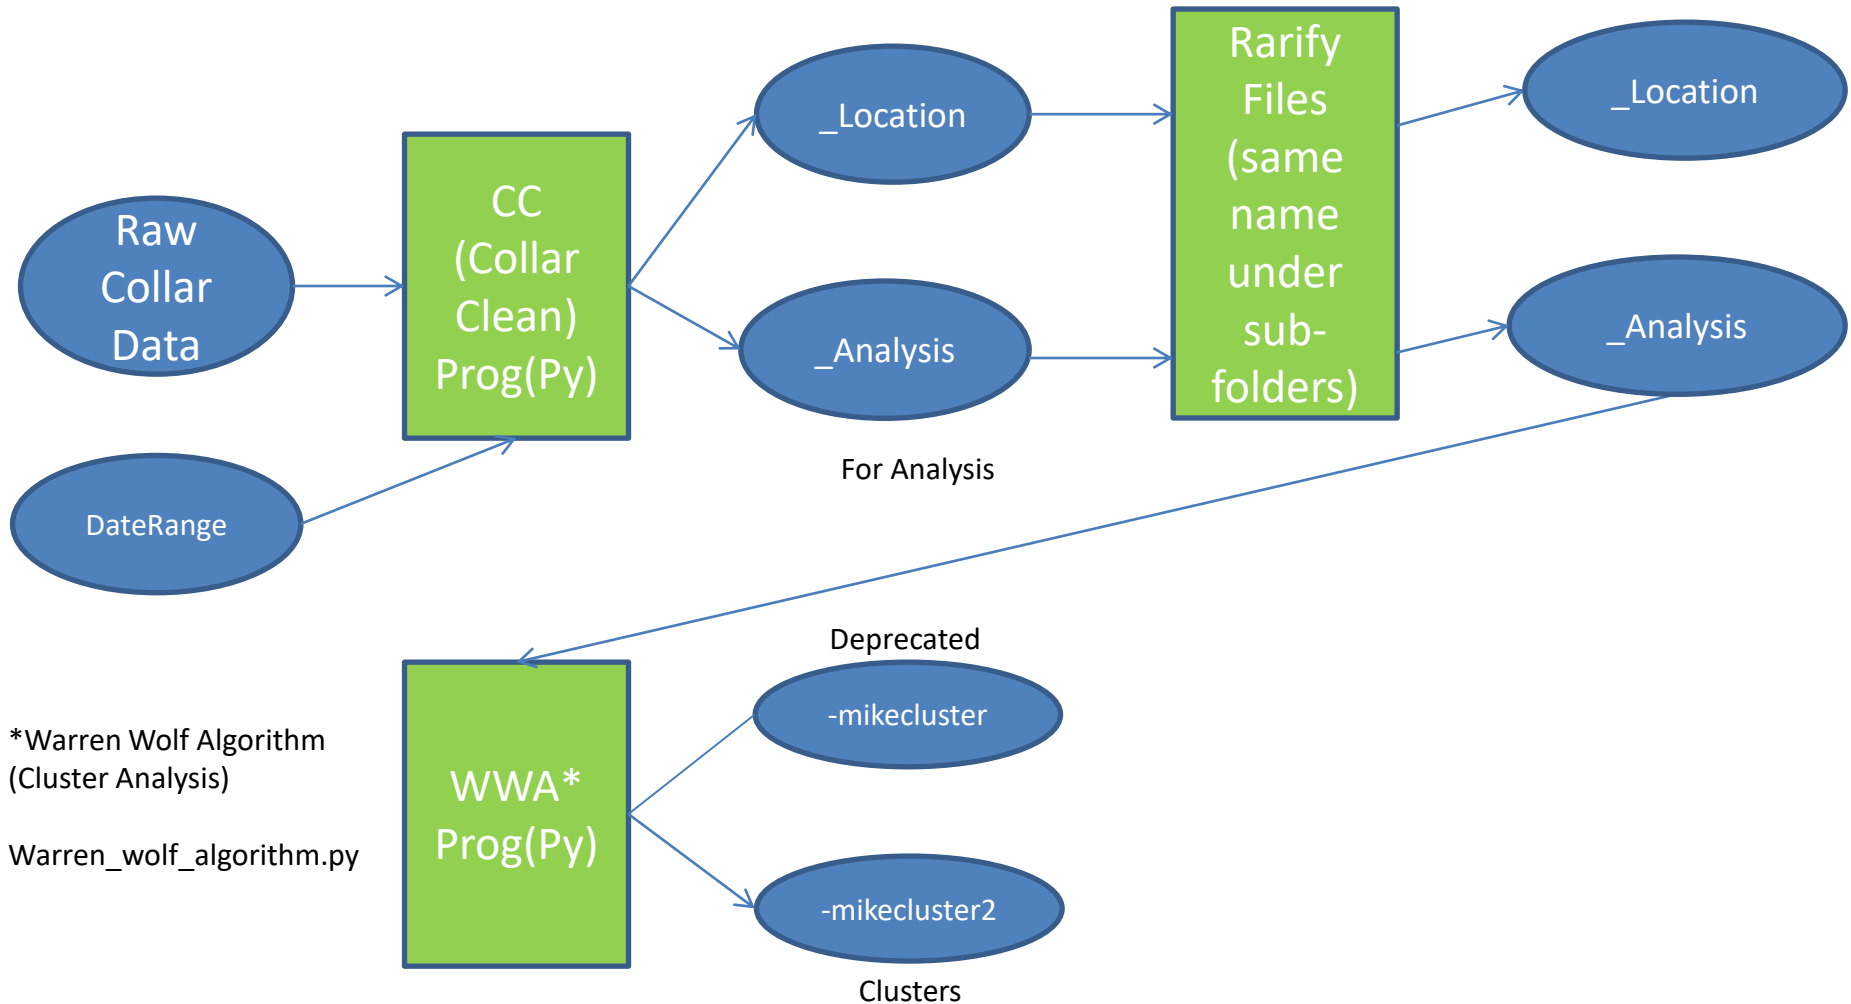 Raw
Collar
Data
DateRange
CC
(Collar
Clean)
Prog(Py)
_Location
_Analysis
For Analysis
Rarify
Files
(same
name
under
sub-
folders)
_Location
_Analysis
*Warren Wolf Algorithm
(Cluster Analysis)
Warren_wolf_algorithm.py
WWA*
Prog(Py)
Deprecated
-mikecluster
-mikecluster2
Clusters